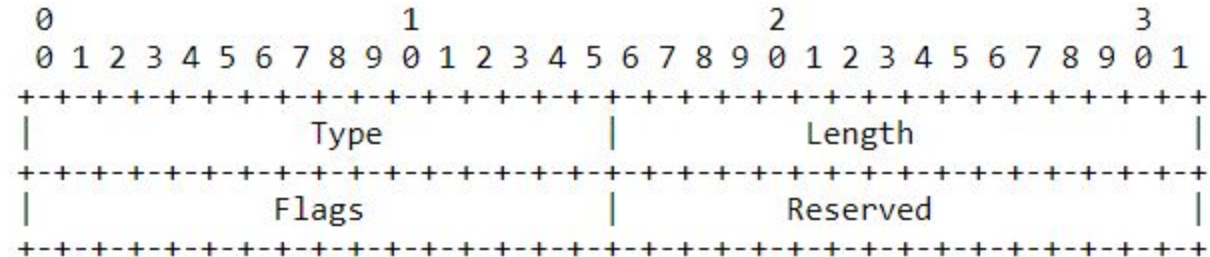 0                   1                   2                   3
 0 1 2 3 4 5 6 7 8 9 0 1 2 3 4 5 6 7 8 9 0 1 2 3 4 5 6 7 8 9 0 1
+-+-+-+-+-+-+-+-+-+-+-+-+-+-+-+-+-+-+-+-+-+-+-+-+-+-+-+-+-+-+-+-+
|               Type            |          Length               |
+-+-+-+-+-+-+-+-+-+-+-+-+-+-+-+-+-+-+-+-+-+-+-+-+-+-+-+-+-+-+-+-+
|             Flags             |         Reserved              |
+-+-+-+-+-+-+-+-+-+-+-+-+-+-+-+-+-+-+-+-+-+-+-+-+-+-+-+-+-+-+-+-+